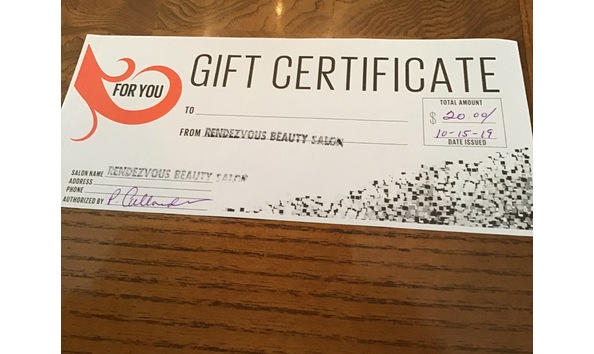 FOR YOU
GIFT CERTIFICATE
TO
FROM RENDEZVOUS BEAUTY SALON
TOTAL AMOUNT
$ 20.00/
10-15-19
DATE ISSUED
SALON NAME RENDEZVOUS BEAUTY SALON
ADDRESS
PHONE
AUTHORIZED BY P.